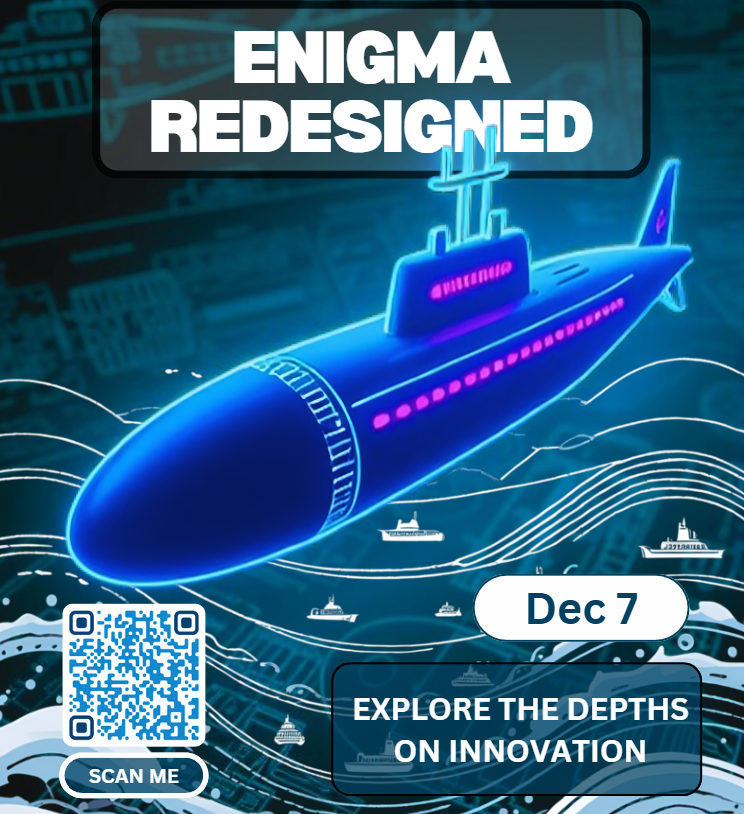 ENIGMA
REDESIGNED
Dec 7
EXPLORE THE DEPTHS
ON INNOVATION
SCAN ME